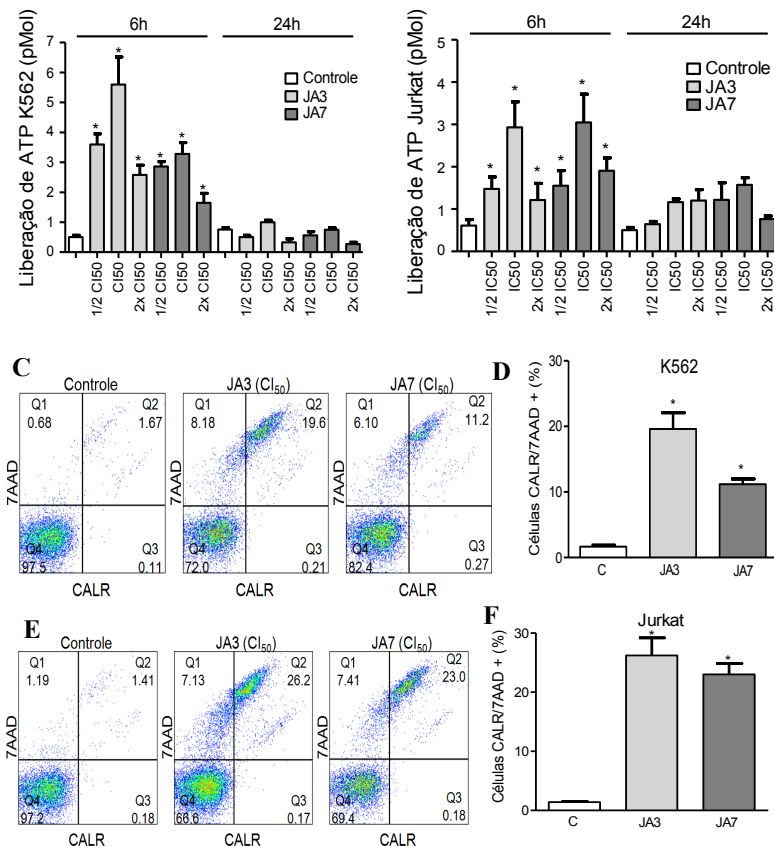 6h
24h
Liberação de ATP K562 (pMol)
7
6
5
4
3
2
1
0
*
*
*
*
*
*
Controle
JA3
JA7
1/2 CI50
CI50
2x CI50
1/2 CI50
CI50
2x CI50
1/2 CI50
CI50
2x CI50
1/2 CI50
CI50
2x CI50
6h
24h
Liberação de ATP Jurkat (pMol)
5
4
3
2
1
0
*
*
*
*
*
*
Controle
JA3
JA7
1/2 IC50
IC50
2x IC50
1/2 IC50
IC50
2x IC50
1/2 IC50
IC50
2x IC50
1/2 IC50
IC50
2x IC50
C
Controle
JA3 (CI50)
JA7 (CI50)
7AAD
Q1
0.68
Q2
1.67
Q4
97.5
Q3
0.11
CALR
7AAD
Q1
8.18
Q2
19.6
Q4
72.0
Q3
0.21
CALR
7AAD
Q1
6.10
Q2
11.2
Q4
82.4
Q3
0.27
CALR
D
K562
Células CALR/7AAD + (%)
30
20
10
0
*
*
C
JA3
JA7
E
Controle
JA3 (CI50)
JA7 (CI50)
7AAD
Q1
1.19
Q2
1.41
Q4
97.2
Q3
0.18
CALR
7AAD
Q1
7.13
Q2
26.2
Q4
66.6
Q3
0.17
CALR
7AAD
Q1
7.41
Q2
23.0
Q4
69.4
Q3
0.18
CALR
F
Jurkat
Células CALR/7AAD + (%)
30
20
10
0
*
*
C
JA3
JA7